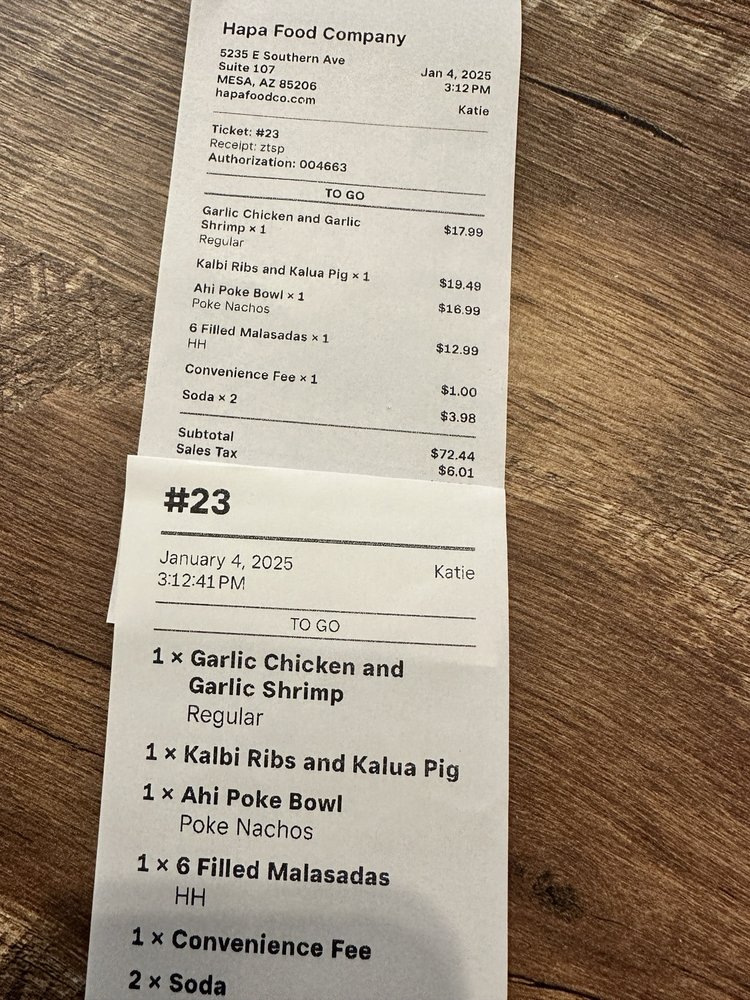 Hapa Food Company
5235 E Southern Ave
Suite 107
MESA, AZ 85206
hapafoodco.com
Jan 4, 2025
3:12 PM
Katie
Ticket: #23
Receipt: ztsp
Authorization: 004663
TO GO
Garlic Chicken and Garlic
Shrimp × 1 $17.99
Regular
Kalbi Ribs and Kalua Pig × 1 $19.49
Ahi Poke Bowl × 1 $16.99
Poke Nachos
6 Filled Malasadas × 1 $12.99
HH
Convenience Fee × 1 $1.00
Soda × 2 $3.98
Subtotal $72.44
Sales Tax $6.01
#23
January 4, 2025 Katie
3:12:41 PM
TO GO
1 × Garlic Chicken and
Garlic Shrimp
Regular
1 × Kalbi Ribs and Kalua Pig
1 × Ahi Poke Bowl
Poke Nachos
1 × 6 Filled Malasadas
HH
1 × Convenience Fee
2 × Soda